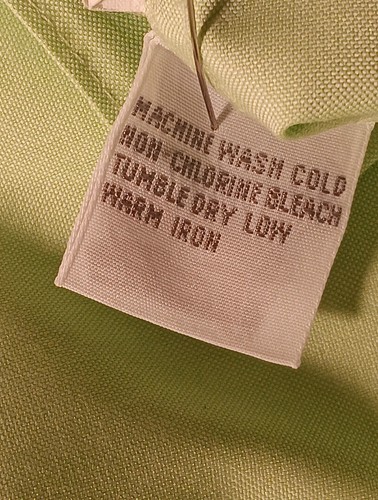 MACHINE WASH COLD
NON-CHLORINE BLEACH
TUMBLE DRY LOW
WARM IRON